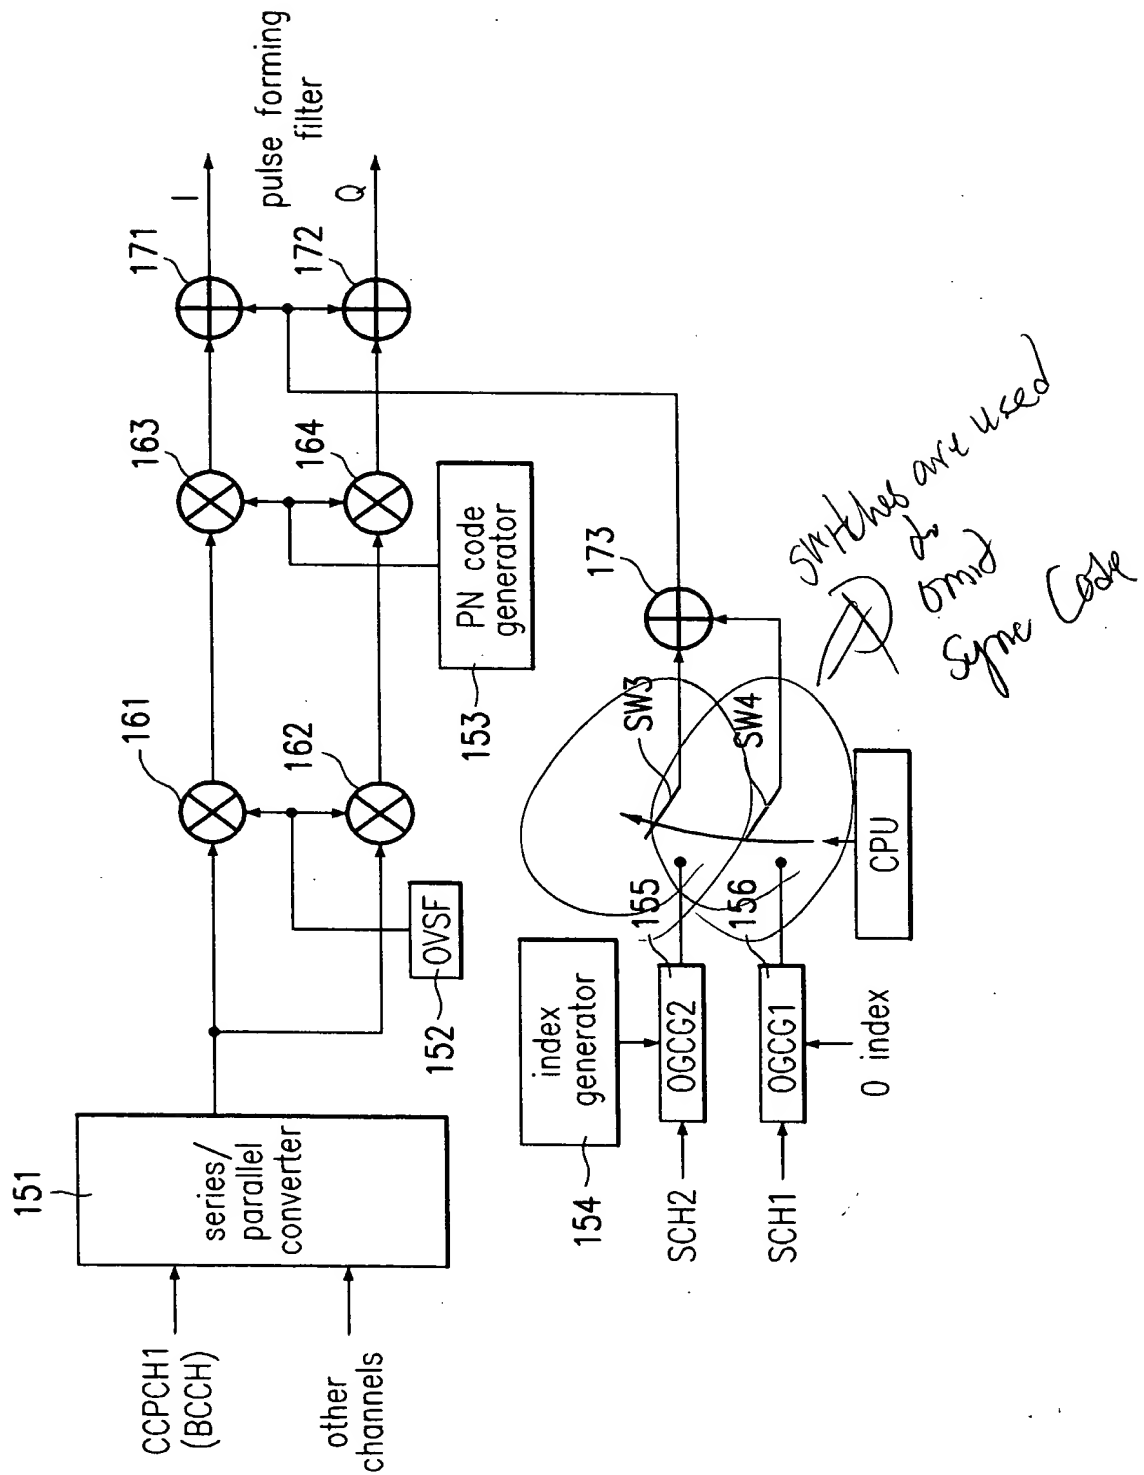 CCPCH1
(BCCH)
other
channels
151
series/
parallel
converter
152
OVSF
161
162
163
164
153
PN code
generator
171
172
I
Q
pulse forming
filter
154
index
generator
SCH2
OGCG2
155
SW3
SCH1
OGCG1
156
SW4
0 index
CPU
173
switches are used
to
omit
Sync Code